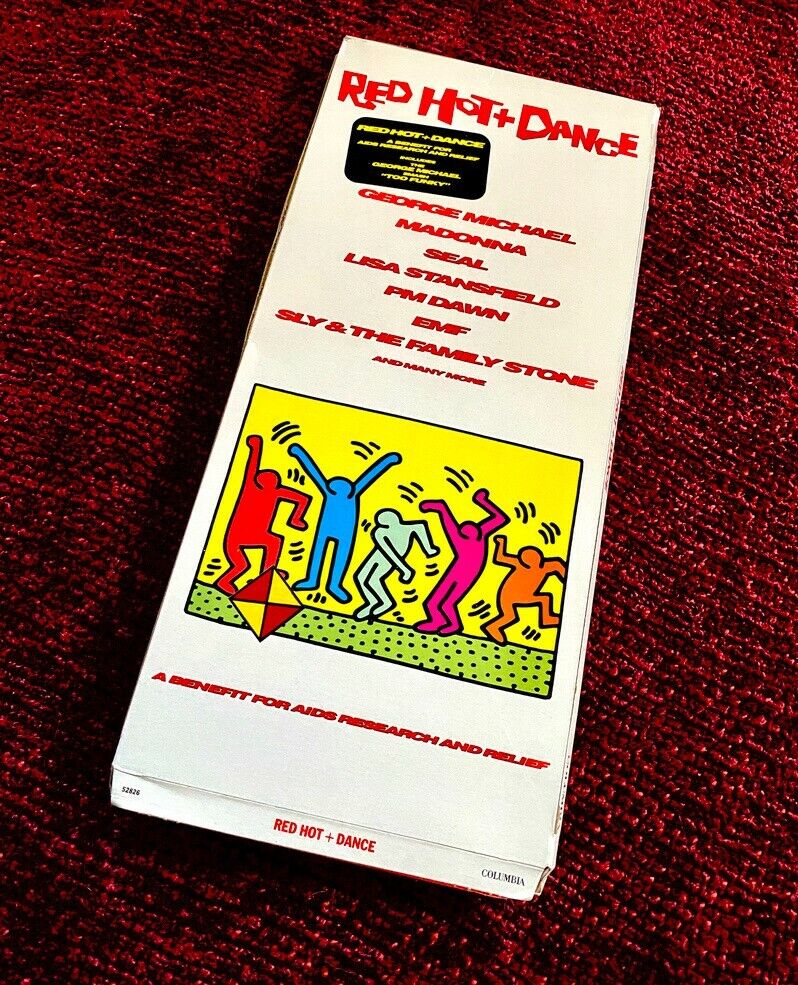 RED HOT + DANCE
RED HOT + DANCE
A BENEFIT FOR
AIDS RESEARCH AND RELIEF
INCLUDES
THE
GEORGE MICHAEL
SMASH
"TOO FUNKY"
GEORGE MICHAEL
MADONNA
SEAL
LISA STANSFIELD
PM DAWN
EMF
SLY & THE FAMILY STONE
AND MANY MORE
A BENEFIT FOR AIDS RESEARCH AND RELIEF
52826
RED HOT + DANCE
COLUMBIA